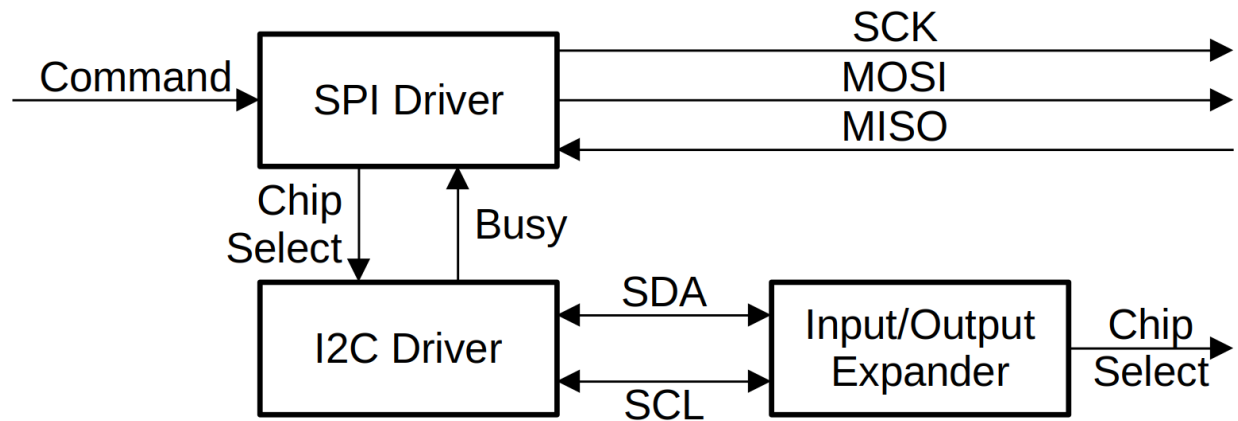 SCK
Command
SPI Driver
MOSI
MISO
Chip
Select
Busy
I2C Driver
SDA
SCL
Input/Output
Expander
Chip
Select